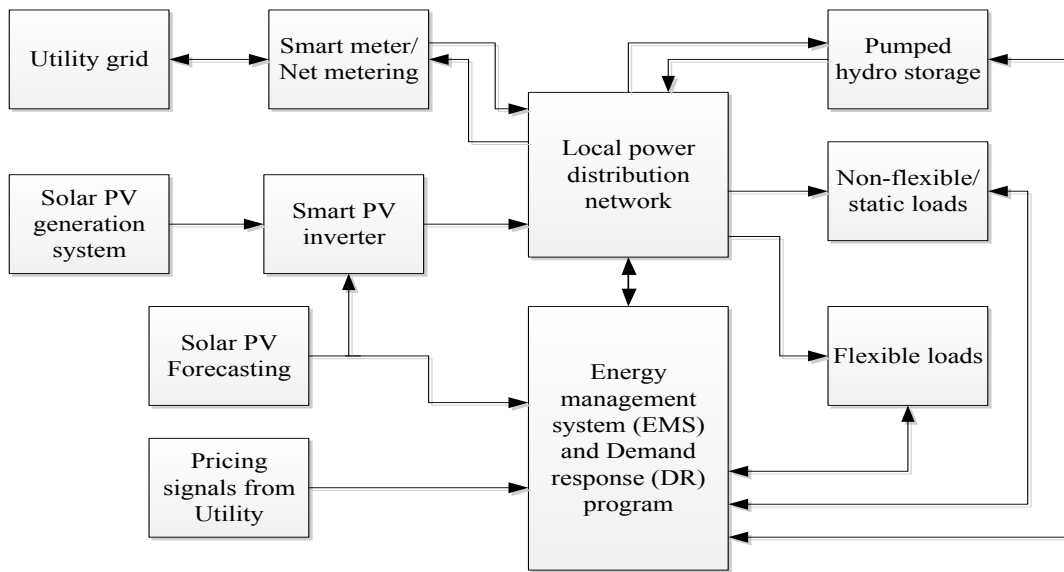 Utility grid
Smart meter/
Net metering
Pumped
hydro storage
Local power
distribution
network
Non-flexible/
static loads
Solar PV
generation
system
Smart PV
inverter
Solar PV
Forecasting
Flexible loads
Energy
management
system (EMS)
and Demand
response (DR)
program
Pricing
signals from
Utility